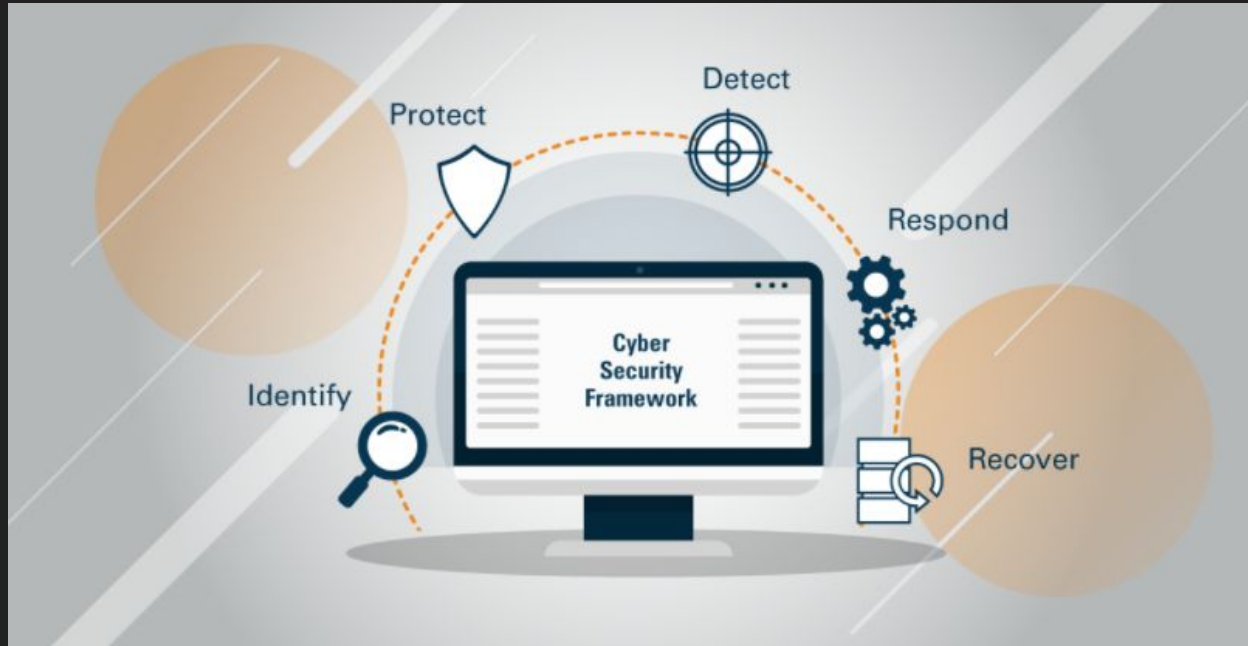 Detect
Protect
Respond
Cyber
Security
Framework
Identify
Recover